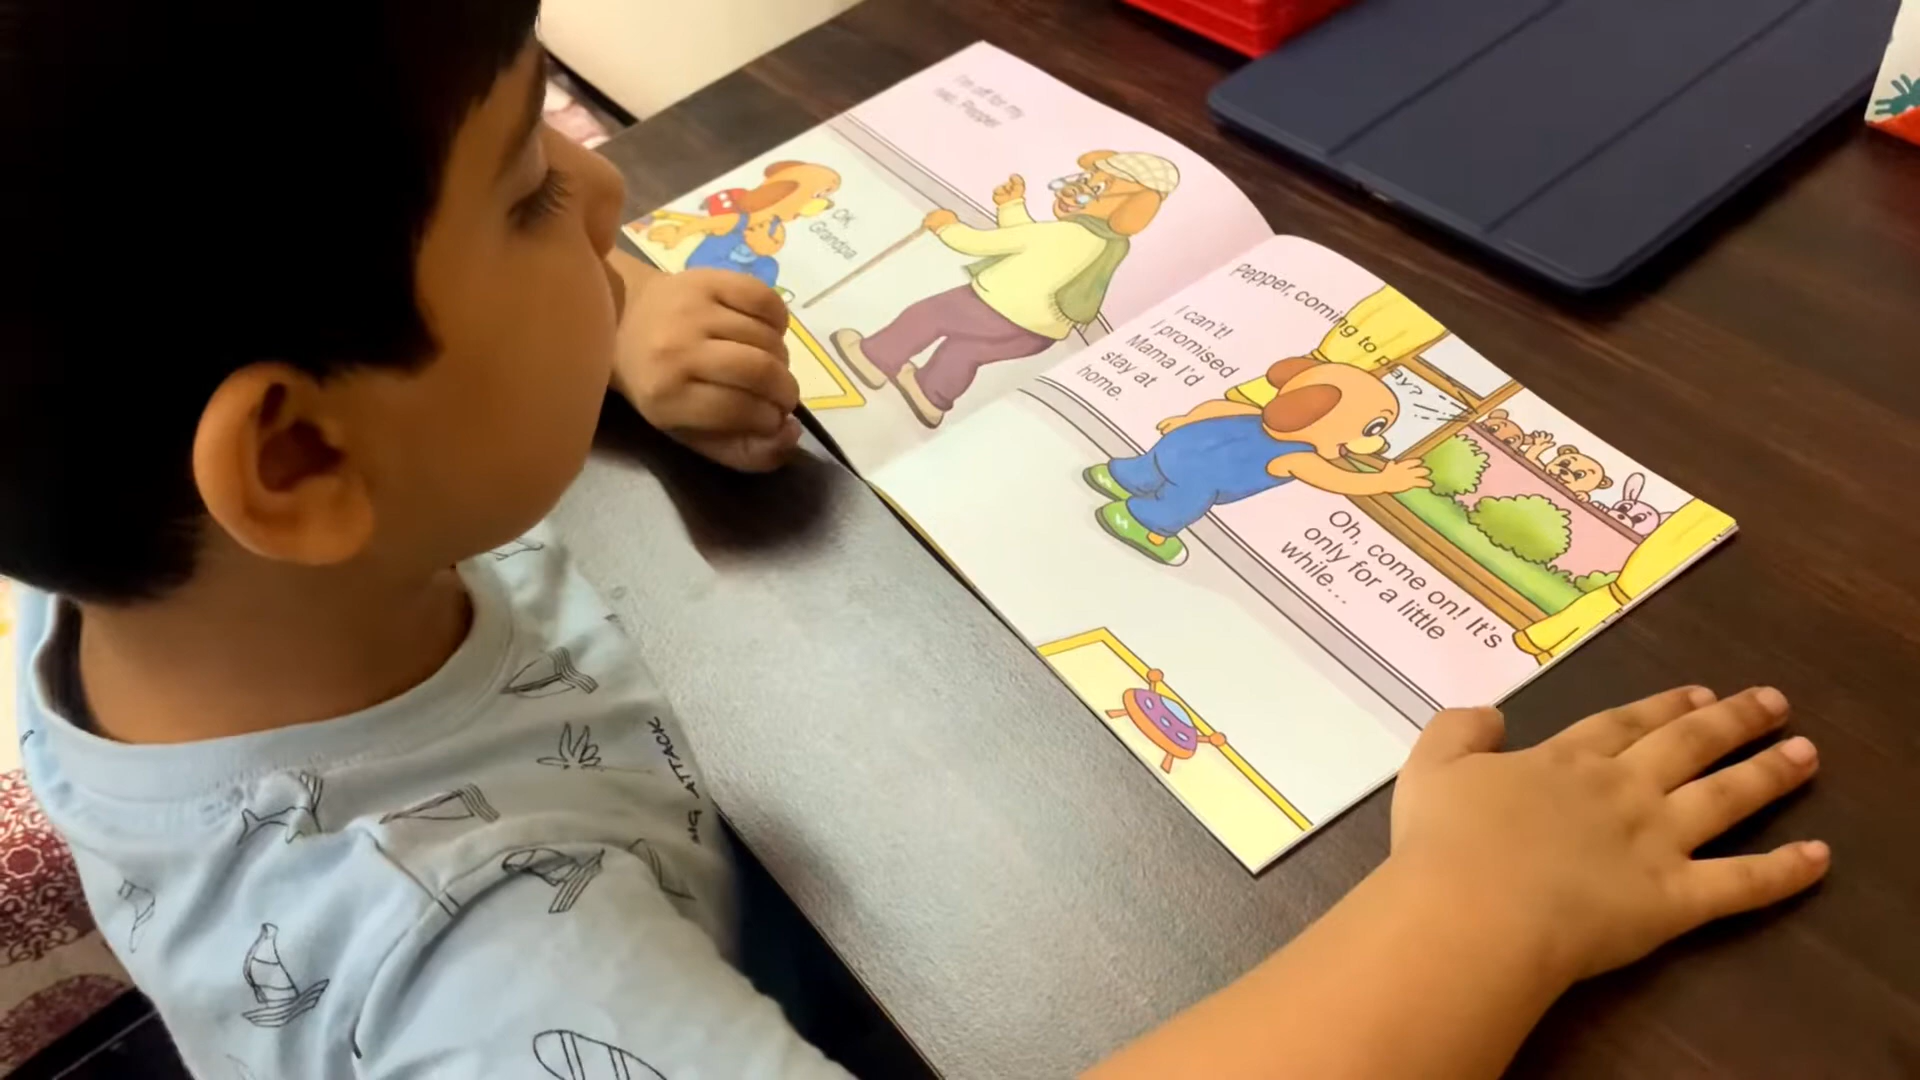 I'm off for my
nap, Pepper.
OK,
Grandpa
Pepper, coming to play?
I can't!
I promised
Mama I'd
stay at
home.
Oh, come on! It's
only for a little
while...
ATTACK